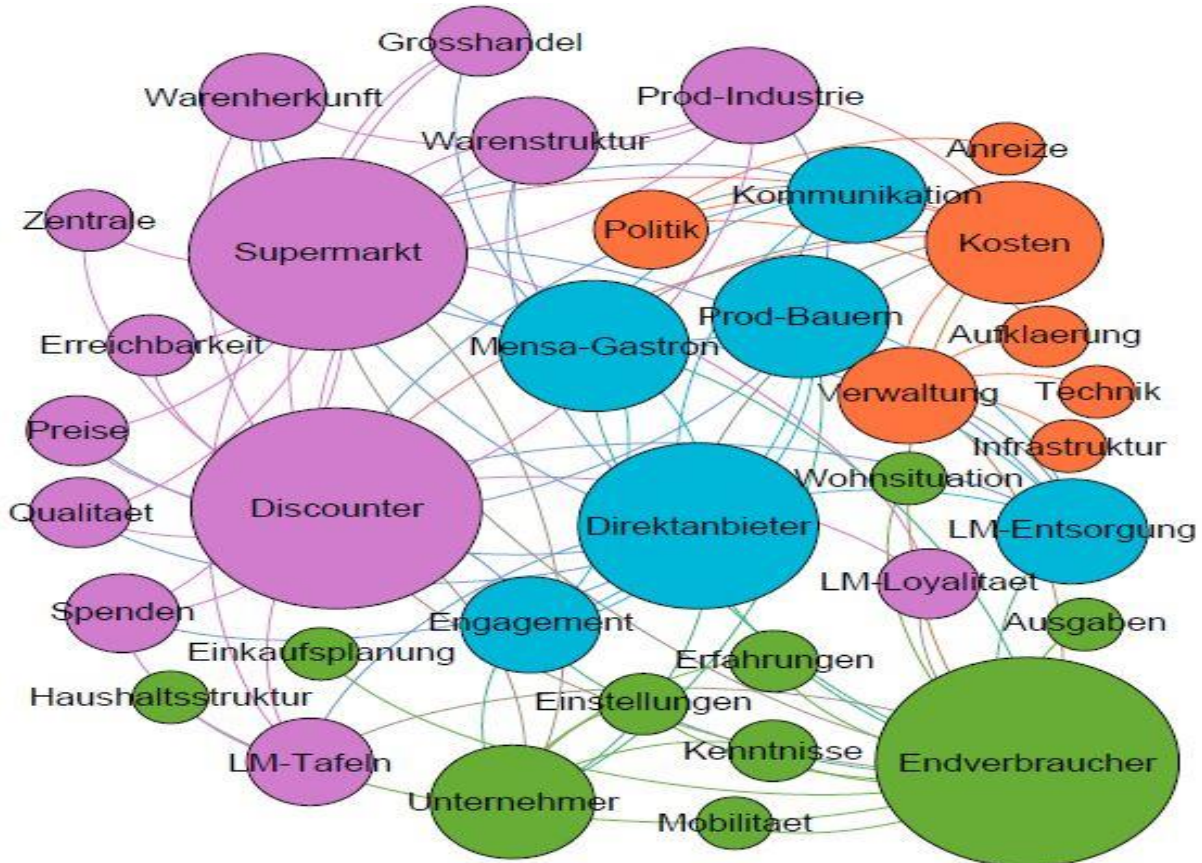 Grosshandel
Warenherkunft
Prod-Industrie
Warenstruktur
Anreize
Kommunikation
Zentrale
Politik
Kosten
Supermarkt
Prod-Bauern
Aufklaerung
Erreichbarkeit
Mensa-Gastron
Verwaltung
Technik
Preise
Infrastruktur
Wohnsituation
Qualitaet
Discounter
Direktanbieter
LM-Entsorgung
LM-Loyalitaet
Spenden
Engagement
Ausgaben
Einkaufsplanung
Erfahrungen
Haushaltsstruktur
Einstellungen
Kenntnisse
LM-Tafeln
Endverbraucher
Unternehmer
Mobilitaet